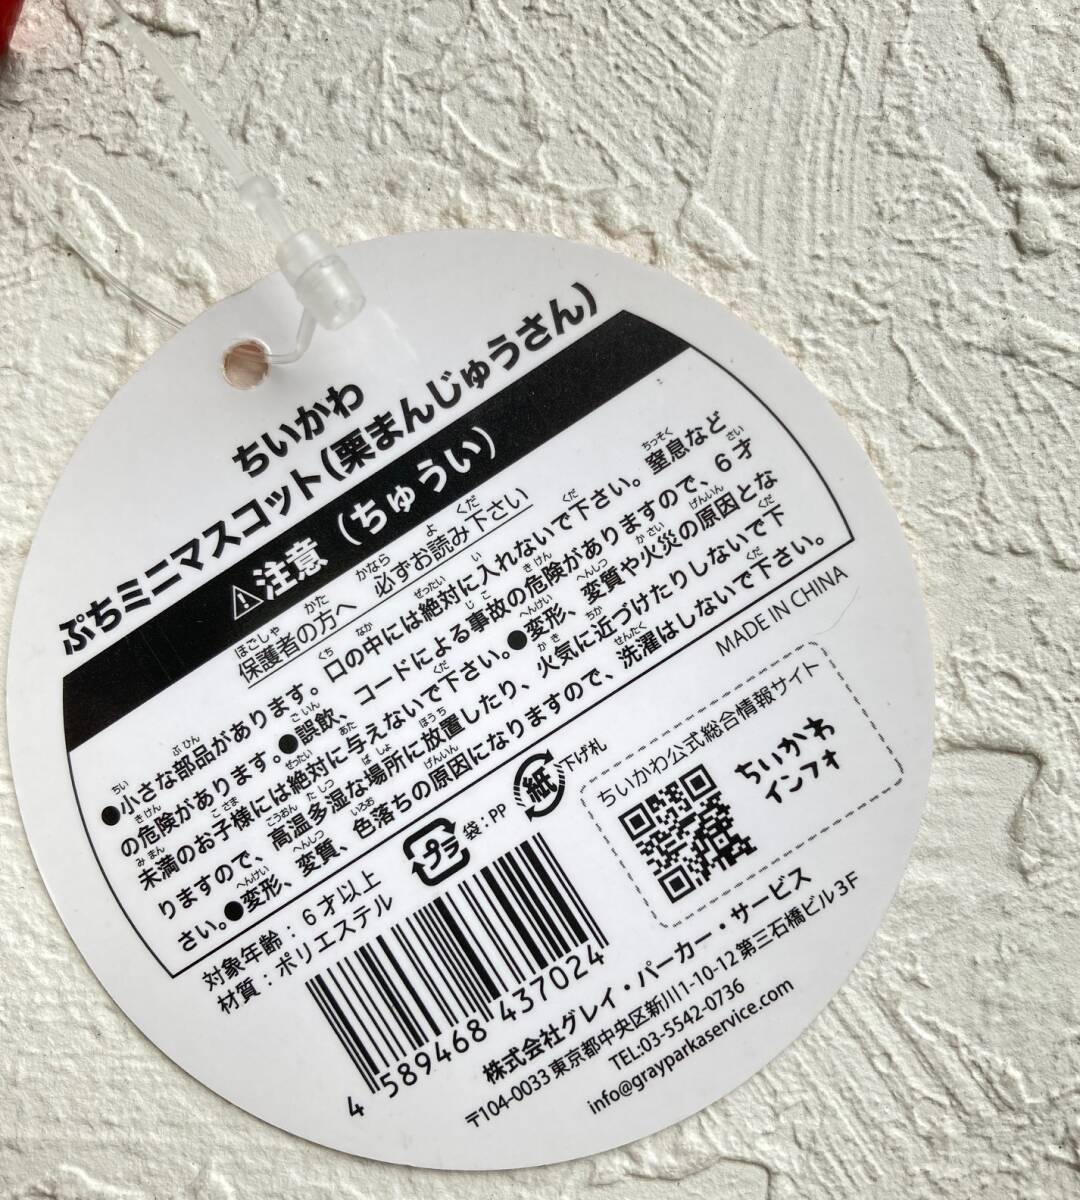 ちいかわ
ぷちミニマスコット(栗まんじゅうさん)
⚠注意(ちゅうい)
保護者の方へ 必ずお読み下さい
●小さな部品があります。口の中には絶対に入れないで下さい。窒息など
の危険があります。●誤飲、コードによる事故の危険がありますので、6才
未満のお子様には絶対に与えないで下さい。●変形、変質や火災の原因とな
りますので、高温多湿な場所に放置したり、火気に近づけたりしないで下
さい。●変形、変質、色落ちの原因になりますので、洗濯はしないで下さい。
MADE IN CHINA
対象年齢:6才以上
材質:ポリエステル
プラ
袋:PP
紙
下げ札
ちいかわ公式総合情報サイト
ちいかわ
インフォ
4 589468 437024
株式会社グレイ・パーカー・サービス
〒104-0033 東京都中央区新川1-10-12 第三石橋ビル3F
TEL:03-5542-0736
info@grayparkaservice.com